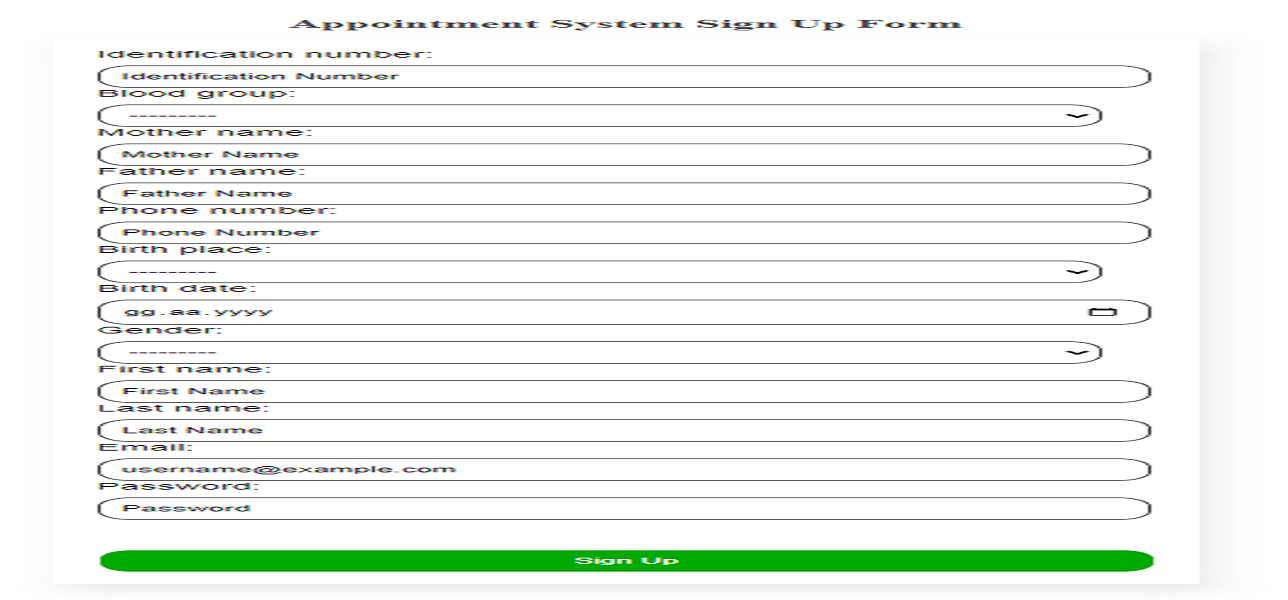 Appointment System Sign Up Form
Identification number:
Identification Number
Blood group:
---------
Mother name:
Mother Name
Father name:
Father Name
Phone number:
Phone Number
Birth place:
---------
Birth date:
gg.aa.yyyy
Gender:
---------
First name:
First Name
Last name:
Last Name
Email:
username@example.com
Password:
Password
Sign Up